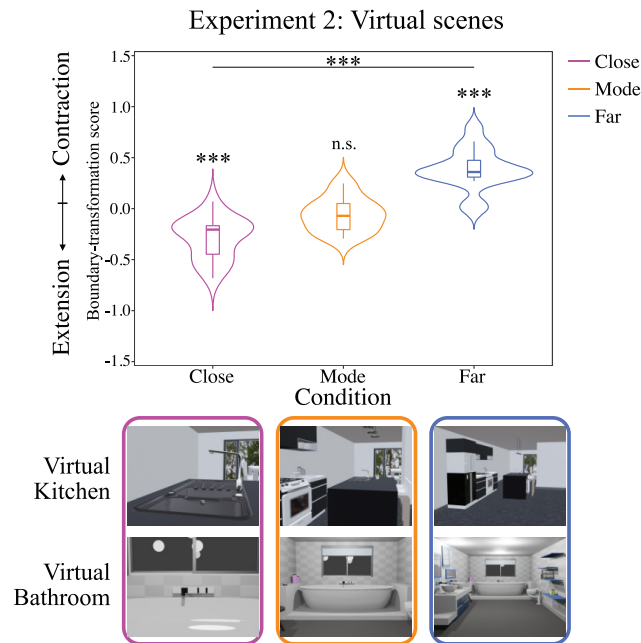 Experiment 2: Virtual scenes
Extension
Contraction
Boundary-transformation score
1.5
1.0
0.5
0.0
-0.5
-1.0
-1.5
***
***
n.s.
***
Close
Mode
Far
Close
Mode
Far
Condition
Virtual
Kitchen
Virtual
Bathroom